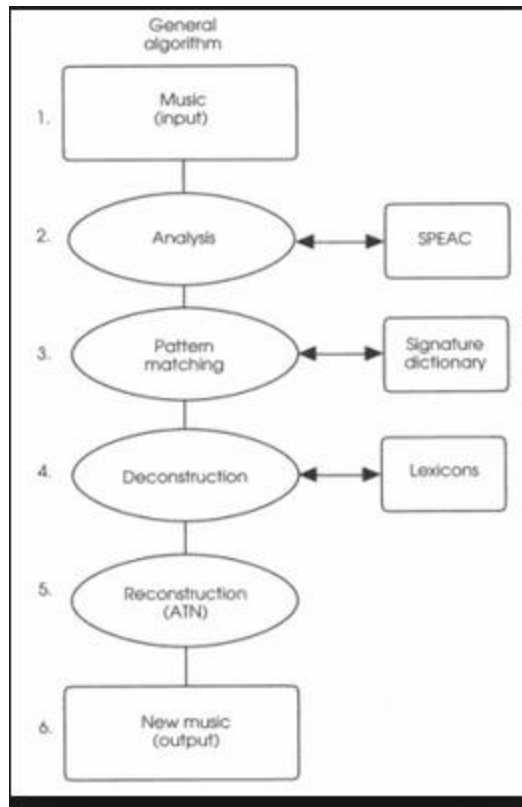 General
algorithm
1.
Music
(input)
2.
Analysis
SPEAC
3.
Pattern
matching
Signature
dictionary
4.
Deconstruction
Lexicons
5.
Reconstruction
(ATN)
6.
New music
(output)